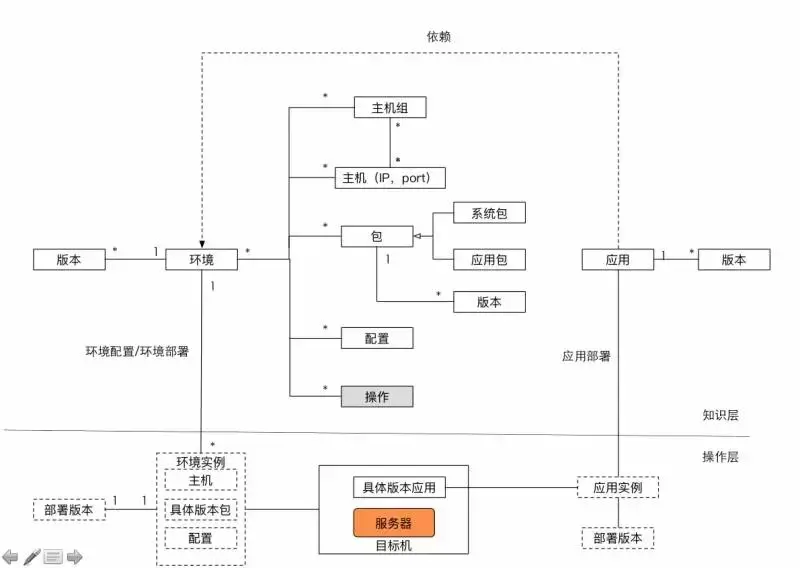 依赖
*
主机组
*
*
*
主机（IP，port）
系统包
*
包
应用包
1
*
版本
版本
*
1
环境
*
应用
1
*
版本
1
*
配置
环境配置/环境部署
应用部署
*
操作
知识层
操作层
*
环境实例
主机
具体版本包
配置
部署版本
1
1
具体版本应用
服务器
目标机
应用实例
部署版本